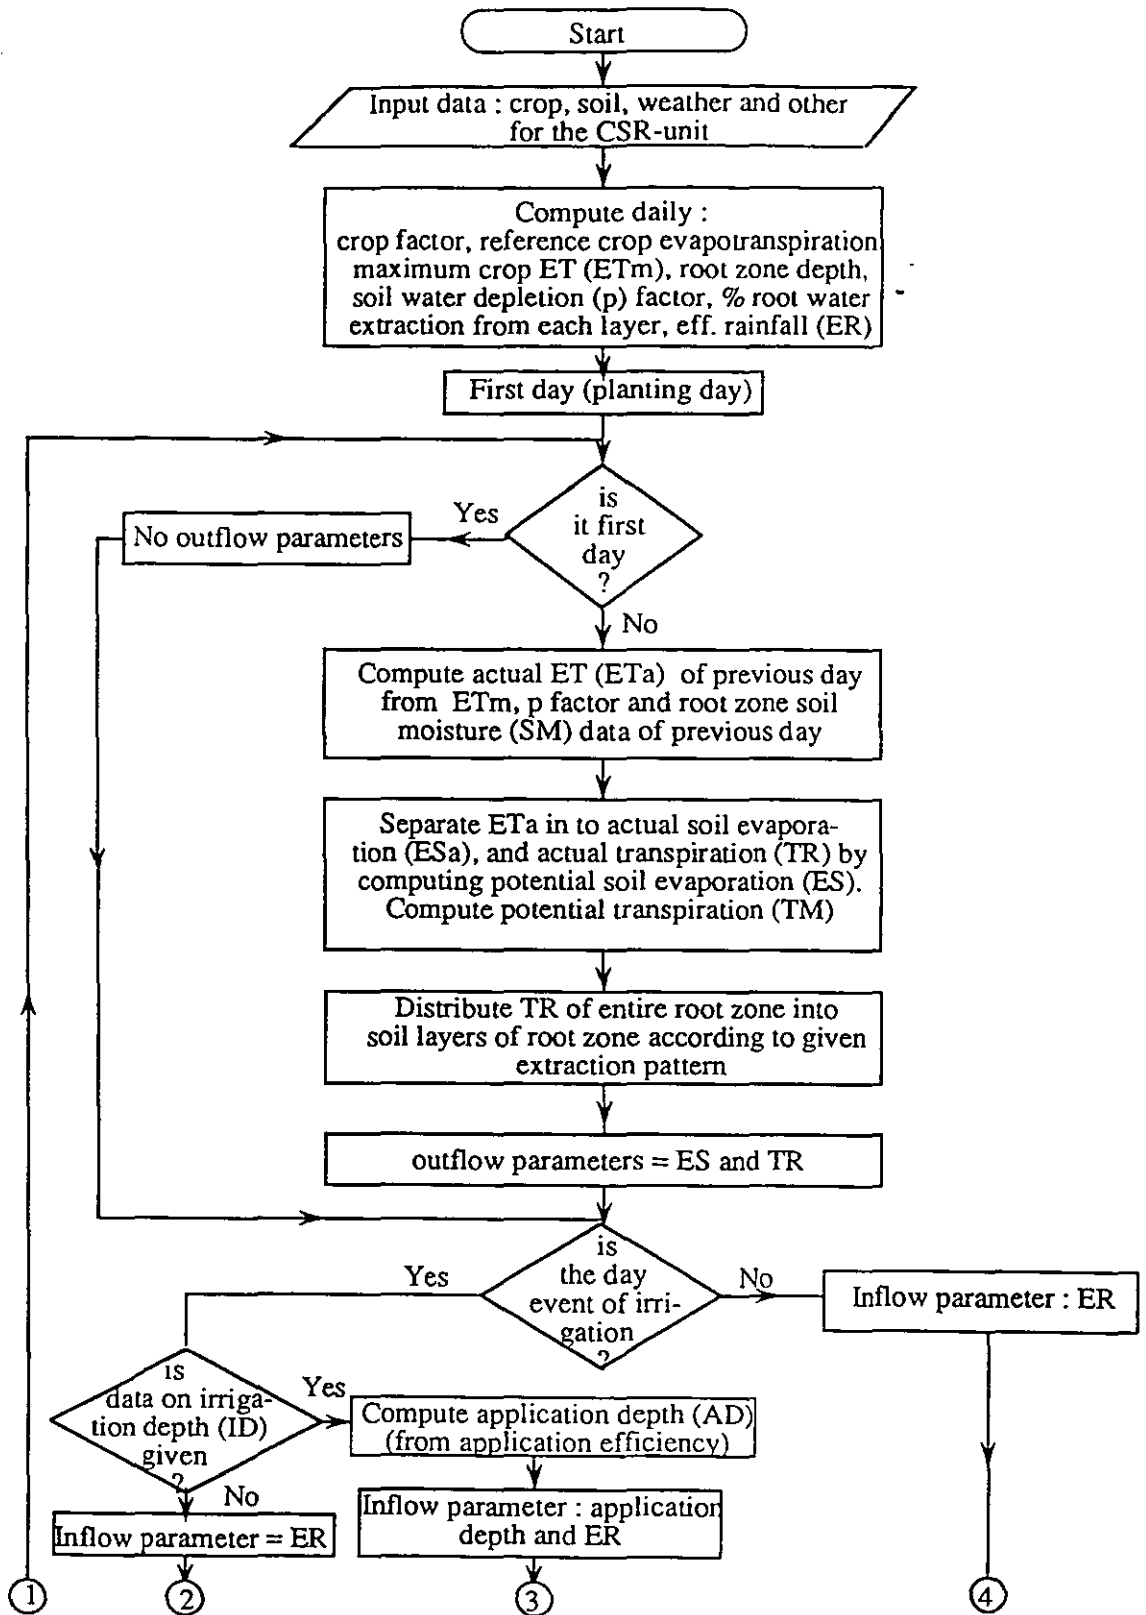 Start
Input data : crop, soil, weather and other
for the CSR-unit
Compute daily :
crop factor, reference crop evapotranspiration
maximum crop ET (ETm), root zone depth,
soil water depletion (p) factor, % root water
extraction from each layer, eff. rainfall (ER)
First day (planting day)
is
it first
day
?
Yes
No outflow parameters
No
Compute actual ET (ETa) of previous day
from ETm, p factor and root zone soil
moisture (SM) data of previous day
Separate ETa in to actual soil evapora-
tion (ESa), and actual transpiration (TR) by
computing potential soil evaporation (ES).
Compute potential transpiration (TM)
Distribute TR of entire root zone into
soil layers of root zone according to given
extraction pattern
outflow parameters = ES and TR
is
the day
event of irri-
gation
?
Yes
No
Inflow parameter : ER
is
data on irriga-
tion depth (ID)
given
?
Yes
Compute application depth (AD)
(from application efficiency)
No
Inflow parameter = ER
Inflow parameter : application
depth and ER
1
2
3
4